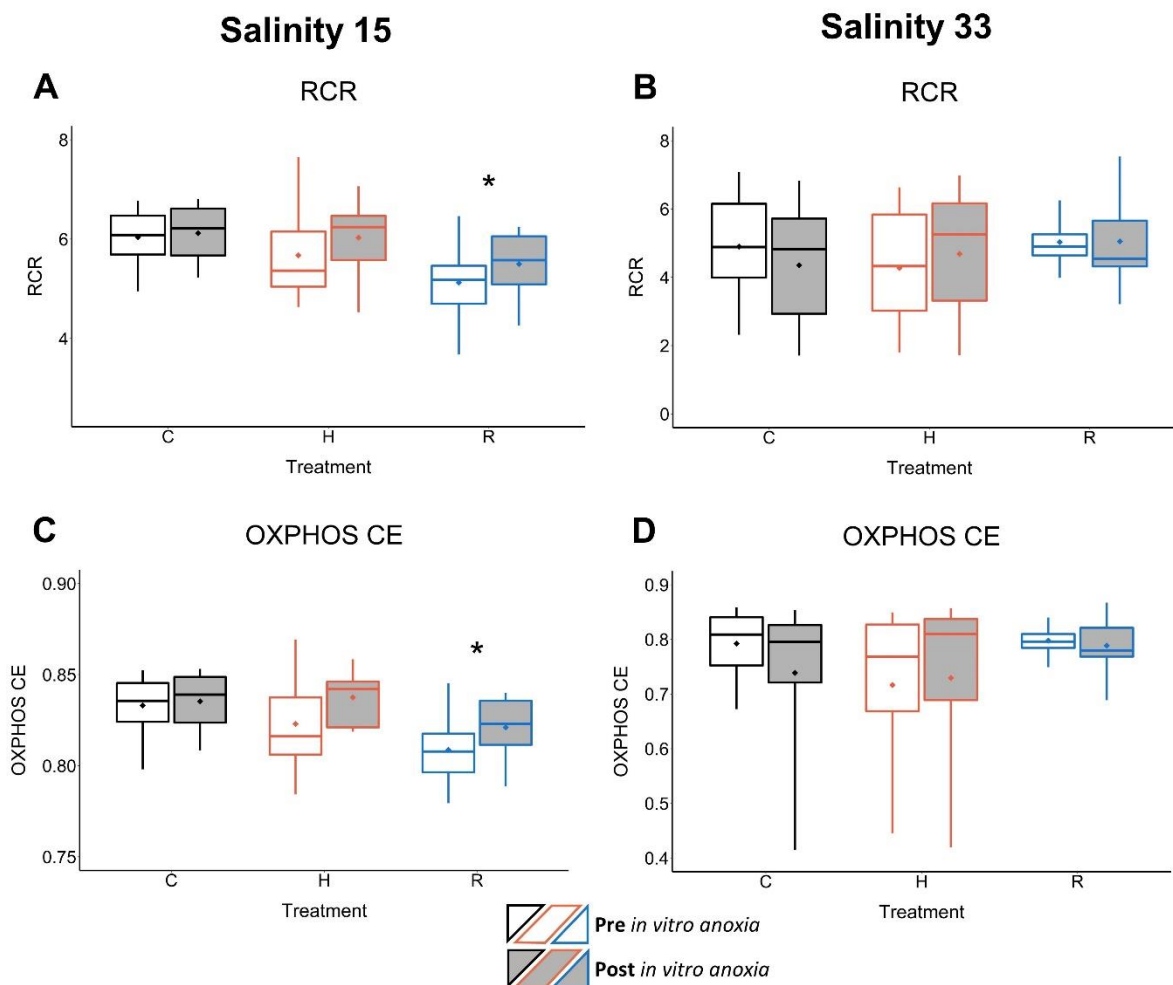 Salinity 15
Salinity 33
A
RCR
8
6
4
RCR
*
C
H
R
Treatment
B
RCR
8
6
4
2
0
RCR
C
H
R
Treatment
C
OXPHOS CE
0.90
0.85
0.80
0.75
OXPHOS CE
*
C
H
R
Treatment
D
OXPHOS CE
0.9
0.8
0.7
0.6
0.5
0.4
OXPHOS CE
C
H
R
Treatment
Pre in vitro anoxia
Post in vitro anoxia